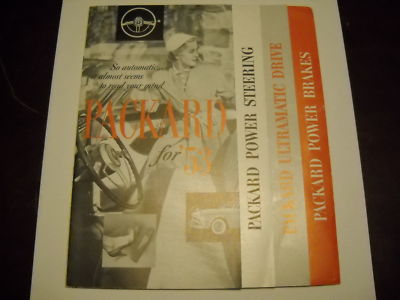 So automatic...
almost seems
to read your mind
PACKARD
for '53
PACKARD POWER STEERING
PACKARD ULTRAMATIC DRIVE
PACKARD POWER BRAKES